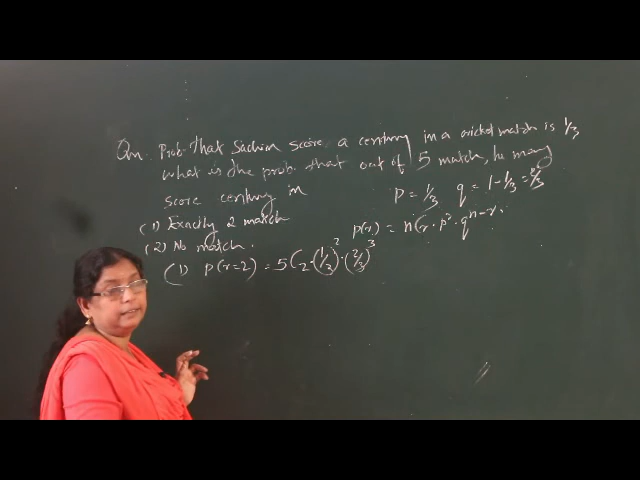 Qn. Prob. that Sachin score a century in a cricket match is 1/3,
what is the prob. that out of 5 match, he may
score century in
p = 1/3 q = 1 - 1/3 = 2/3
(1) Exactly 2 match
(2) No match.
p(r) = nCr · p^r · q^n-r.
(1) p(r=2) = 5C2 · (1/3)^2 · (2/3)^3